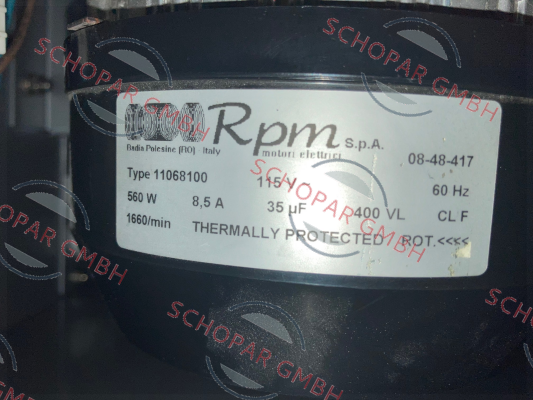 Rpm S.p.A.
Badia Polesine (RO) Italy motori elettrici 08-48-417
Type 11068100 115 V 60 Hz
560 W 8,5 A 35 µF 400 VL CL F
1660/min THERMALLY PROTECTED ROT.<<<<
SCHOPAR GMBH
SCHOPAR GMBH
SCHOPAR GMBH
SCHOPAR GMBH
SCHOPAR GMBH